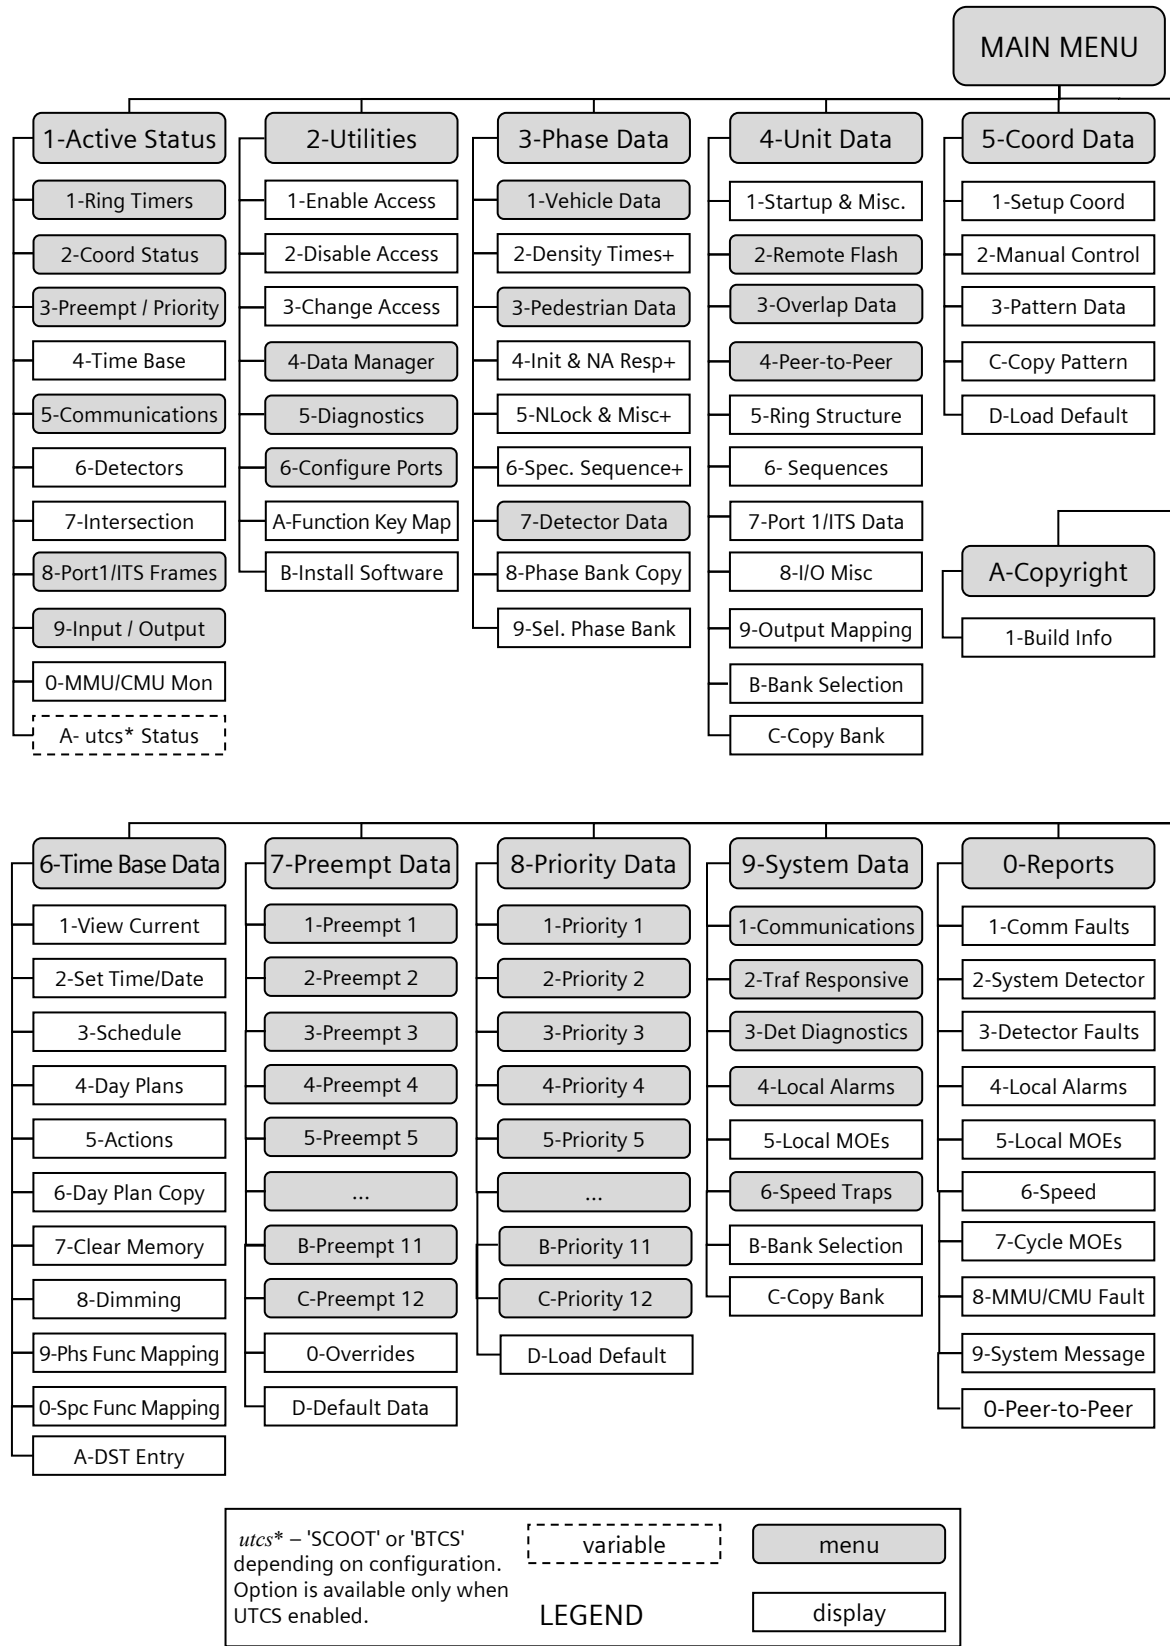 MAIN MENU
1-Active Status
1-Ring Timers
2-Coord Status
3-Preempt / Priority
4-Time Base
5-Communications
6-Detectors
7-Intersection
8-Port1/ITS Frames
9-Input / Output
0-MMU/CMU Mon
A- utcs* Status
2-Utilities
1-Enable Access
2-Disable Access
3-Change Access
4-Data Manager
5-Diagnostics
6-Configure Ports
A-Function Key Map
B-Install Software
3-Phase Data
1-Vehicle Data
2-Density Times+
3-Pedestrian Data
4-Init & NA Resp+
5-NLock & Misc+
6-Spec. Sequence+
7-Detector Data
8-Phase Bank Copy
9-Sel. Phase Bank
4-Unit Data
1-Startup & Misc.
2-Remote Flash
3-Overlap Data
4-Peer-to-Peer
5-Ring Structure
6- Sequences
7-Port 1/ITS Data
8-I/O Misc
9-Output Mapping
B-Bank Selection
C-Copy Bank
5-Coord Data
1-Setup Coord
2-Manual Control
3-Pattern Data
C-Copy Pattern
D-Load Default
A-Copyright
1-Build Info
6-Time Base Data
1-View Current
2-Set Time/Date
3-Schedule
4-Day Plans
5-Actions
6-Day Plan Copy
7-Clear Memory
8-Dimming
9-Phs Func Mapping
0-Spc Func Mapping
A-DST Entry
7-Preempt Data
1-Preempt 1
2-Preempt 2
3-Preempt 3
4-Preempt 4
5-Preempt 5
...
B-Preempt 11
C-Preempt 12
0-Overrides
D-Default Data
8-Priority Data
1-Priority 1
2-Priority 2
3-Priority 3
4-Priority 4
5-Priority 5
...
B-Priority 11
C-Priority 12
D-Load Default
9-System Data
1-Communications
2-Traf Responsive
3-Det Diagnostics
4-Local Alarms
5-Local MOEs
6-Speed Traps
B-Bank Selection
C-Copy Bank
0-Reports
1-Comm Faults
2-System Detector
3-Detector Faults
4-Local Alarms
5-Local MOEs
6-Speed
7-Cycle MOEs
8-MMU/CMU Fault
9-System Message
0-Peer-to-Peer
utcs* – 'SCOOT' or 'BTCS'
depending on configuration.
Option is available only when
UTCS enabled.
variable
menu
LEGEND
display